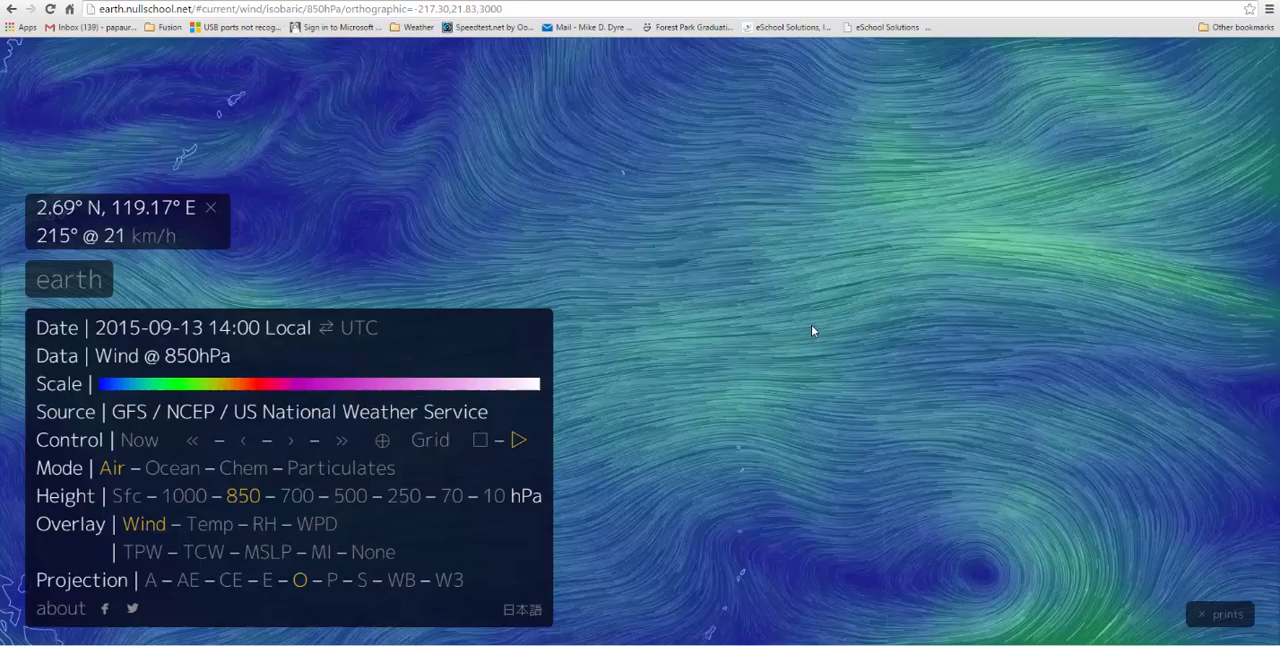 earth.nullschool.net/#current/wind/isobaric/850hPa/orthographic=-217.30,21.83,3000
Apps Inbox (139) - papaur... Fusion USB ports not recog... Sign in to Microsoft ... Weather Speedtest.net by Oo... Mail - Mike D. Dyre ... Forest Park Graduati... eSchool Solutions, I... eSchool Solutions ... Other bookmarks
2.69° N, 119.17° E ×
215° @ 21 km/h
earth
Date | 2015-09-13 14:00 Local ⇄ UTC
Data | Wind @ 850hPa
Scale |
Source | GFS / NCEP / US National Weather Service
Control | Now « – ‹ – › – » ⊕ Grid □ – ▷
Mode | Air – Ocean – Chem – Particulates
Height | Sfc – 1000 – 850 – 700 – 500 – 250 – 70 – 10 hPa
Overlay | Wind – Temp – RH – WPD
| TPW – TCW – MSLP – MI – None
Projection | A – AE – CE – E – O – P – S – WB – W3
about f 日本語
× prints